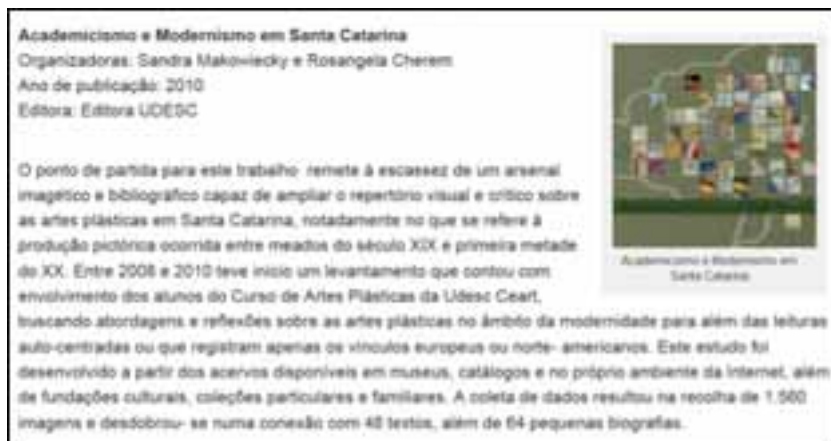 Academicismo e Modernismo em Santa Catarina
Organizadoras: Sandra Makowiecky e Rosangela Cherem
Ano de publicação: 2010
Editora: Editora UDESC
O ponto de partida para este trabalho remete à escassez de um arsenal
imagético e bibliográfico capaz de ampliar o repertório visual e crítico sobre
as artes plásticas em Santa Catarina, notadamente no que se refere à
produção pictórica ocorrida entre meados do século XIX e primeira metade
do XX. Entre 2008 e 2010 teve início um levantamento que contou com
envolvimento dos alunos do Curso de Artes Plásticas da Udesc Ceart,
buscando abordagens e reflexões sobre as artes plásticas no âmbito da modernidade para além das leituras
auto-centradas ou que registram apenas os vínculos europeus ou norte- americanos. Este estudo foi
desenvolvido a partir dos acervos disponíveis em museus, catálogos e no próprio ambiente da Internet, além
de fundações culturais, coleções particulares e familiares. A coleta de dados resultou na recolha de 1.560
imagens e desdobrou- se numa conexão com 48 textos, além de 64 pequenas biografias.
Academicismo e Modernismo em
Santa Catarina